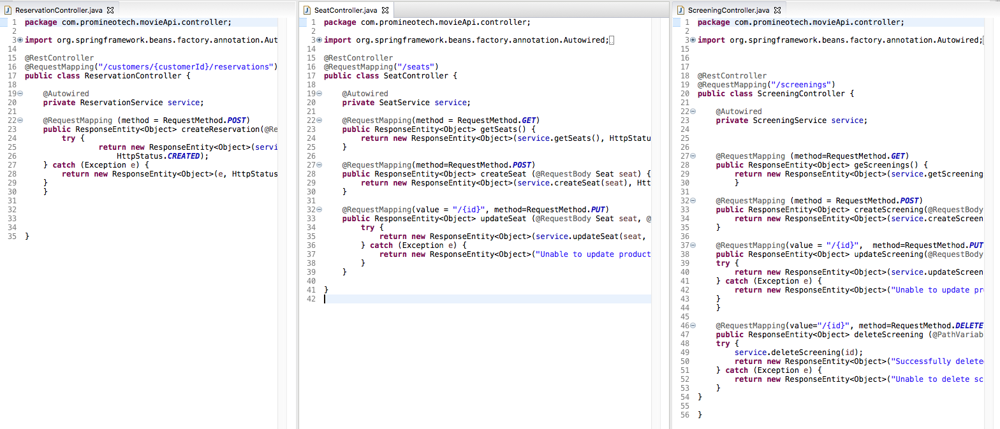 ReservationController.java
1 package com.promineotech.movieApi.controller;
2
3 import org.springframework.beans.factory.annotation.Aut
14
15 @RestController
16 @RequestMapping("/customers/{customerId}/reservations")
17 public class ReservationController {
18
19 @Autowired
20 private ReservationService service;
21
22 @RequestMapping (method = RequestMethod.POST)
23 public ResponseEntity<Object> createReservation(@Re
24 try {
25 return new ResponseEntity<Object>(servi
26 HttpStatus.CREATED);
27 } catch (Exception e) {
28 return new ResponseEntity<Object>(e, HttpStatus
29 }
30 }
31
32
33
34
35 }
SeatController.java
1 package com.promineotech.movieApi.controller;
2
3 import org.springframework.beans.factory.annotation.Autowired;
14
15 @RestController
16 @RequestMapping("/seats")
17 public class SeatController {
18
19 @Autowired
20 private SeatService service;
21
22 @RequestMapping(method = RequestMethod.GET)
23 public ResponseEntity<Object> getSeats() {
24 return new ResponseEntity<Object>(service.getSeats(), HttpStatu
25 }
26
27 @RequestMapping(method=RequestMethod.POST)
28 public ResponseEntity<Object> createSeat (@RequestBody Seat seat) {
29 return new ResponseEntity<Object>(service.createSeat(seat), Htt
30 }
31
32 @RequestMapping(value = "/{id}", method=RequestMethod.PUT)
33 public ResponseEntity<Object> updateSeat (@RequestBody Seat seat, @
34 try {
35 return new ResponseEntity<Object>(service.updateSeat(seat,
36 } catch (Exception e) {
37 return new ResponseEntity<Object>("Unable to update product
38 }
39 }
40
41 }
42
ScreeningController.java
1 package com.promineotech.movieApi.controller;
2
3 import org.springframework.beans.factory.annotation.Autowired;
15
16
17
18 @RestController
19 @RequestMapping("/screenings")
20 public class ScreeningController {
21
22 @Autowired
23 private ScreeningService service;
24
25
26
27 @RequestMapping (method=RequestMethod.GET)
28 public ResponseEntity<Object> geScreenings() {
29 return new ResponseEntity<Object>(service.getScreening
30 }
31
32 @RequestMapping (method = RequestMethod.POST)
33 public ResponseEntity<Object> createScreening(@RequestBody
34 return new ResponseEntity<Object>(service.createScreen
35 }
36
37 @RequestMapping(value = "/{id}", method=RequestMethod.PUT
38 public ResponseEntity<Object> updateScreening(@RequestBody
39 try {
40 return new ResponseEntity<Object>(service.updateScreen
41 } catch (Exception e) {
42 return new ResponseEntity<Object>("Unable to update pr
43 }
44 }
45
46 @RequestMapping(value="/{id}", method=RequestMethod.DELETE
47 public ResponseEntity<Object> deleteScreening (@PathVariab
48 try {
49 service.deleteScreening(id);
50 return new ResponseEntity<Object>("Successfully delete
51 } catch (Exception e) {
52 return new ResponseEntity<Object>("Unable to delete sc
53 }
54 }
55
56 }